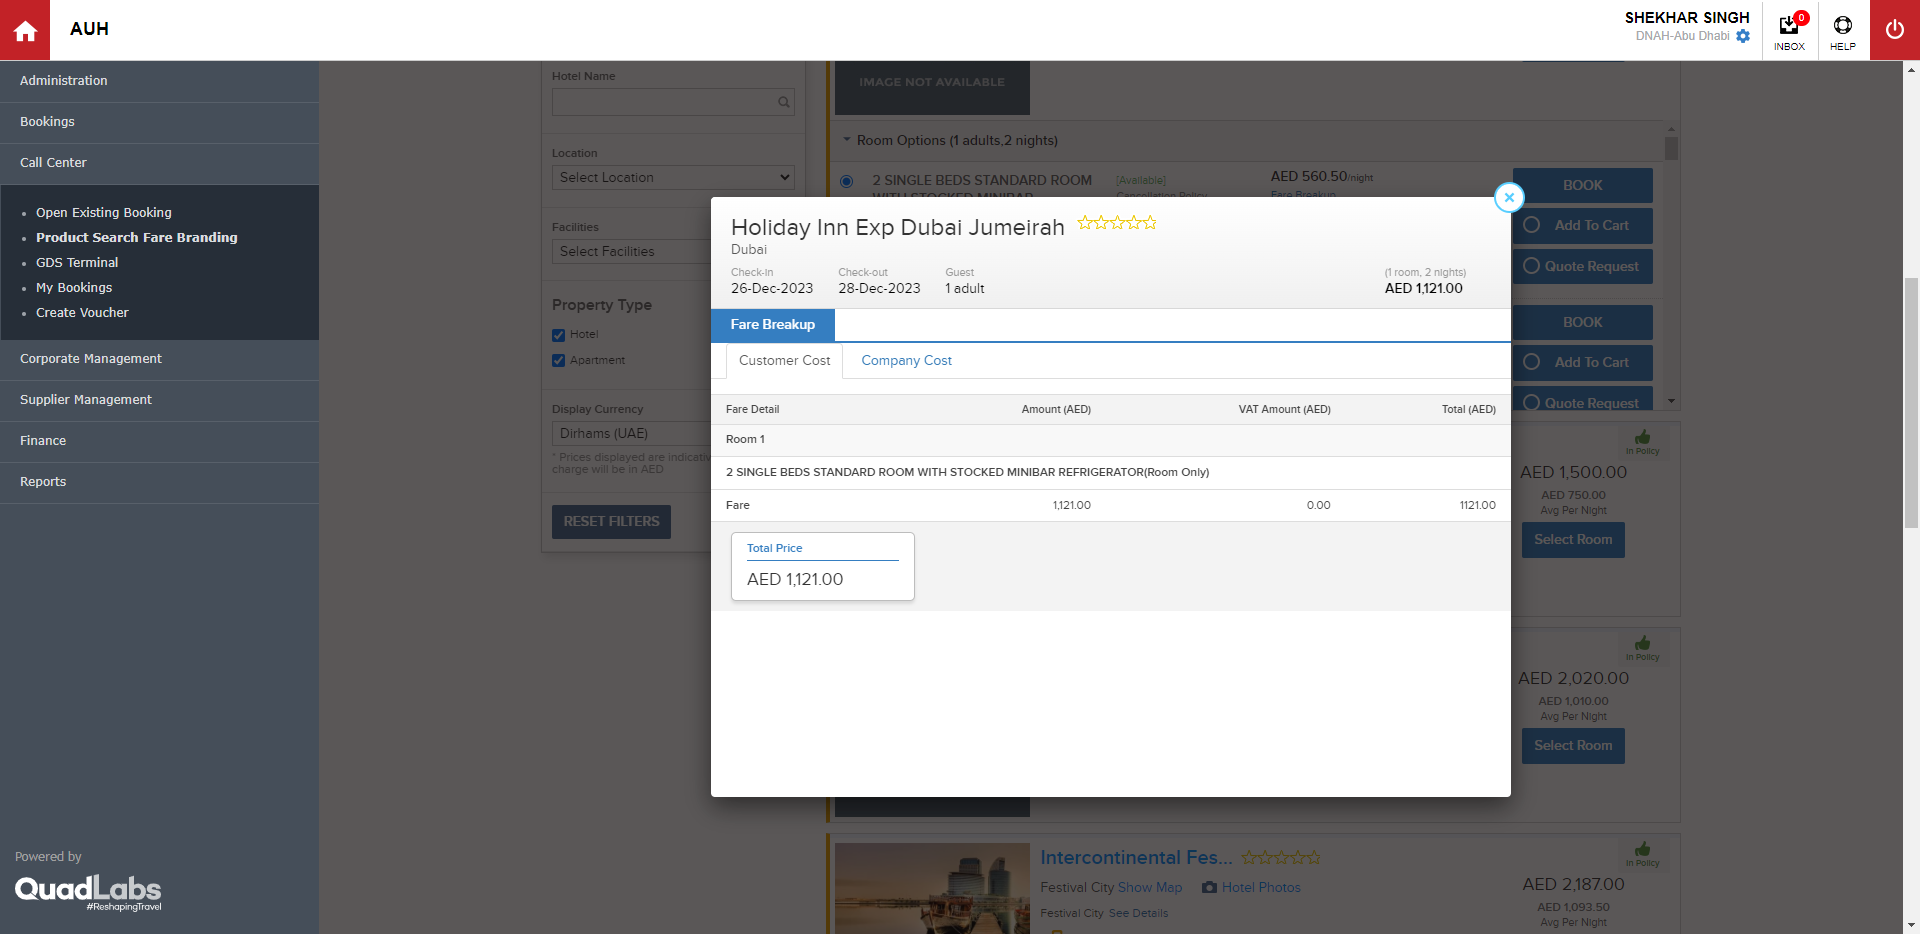 AUH
SHEKHAR SINGH
DNAH-Abu Dhabi
0
INBOX
HELP
Administration
Bookings
Call Center
Open Existing Booking
Product Search Fare Branding
GDS Terminal
My Bookings
Create Voucher
Corporate Management
Supplier Management
Finance
Reports
Powered by
QuadLabs
#ReshapingTravel
Hotel Name
Location
Select Location
Facilities
Select Facilities
Property Type
Hotel
Apartment
Display Currency
Dirhams (UAE)
* Prices displayed are indicativ
charge will be in AED
RESET FILTERS
IMAGE NOT AVAILABLE
Room Options (1 adults,2 nights)
2 SINGLE BEDS STANDARD ROOM
WITH STOCKED MINIBAR
[Available]
Cancellation Policy
AED 560.50/night
Fare Breakup
BOOK
Add To Cart
Quote Request
BOOK
Add To Cart
Quote Request
Holiday Inn Exp Dubai Jumeirah
Dubai
Check-in
26-Dec-2023
Check-out
28-Dec-2023
Guest
1 adult
(1 room, 2 nights)
AED 1,121.00
Fare Breakup
Customer Cost Company Cost
Fare Detail Amount (AED) VAT Amount (AED) Total (AED)
Room 1
2 SINGLE BEDS STANDARD ROOM WITH STOCKED MINIBAR REFRIGERATOR(Room Only)
Fare 1,121.00 0.00 1121.00
Total Price
AED 1,121.00
In Policy
AED 1,500.00
AED 750.00
Avg Per Night
Select Room
In Policy
AED 2,020.00
AED 1,010.00
Avg Per Night
Select Room
Intercontinental Fes...
Festival City Show Map Hotel Photos
Festival City See Details
In Policy
AED 2,187.00
AED 1,093.50
Avg Per Night